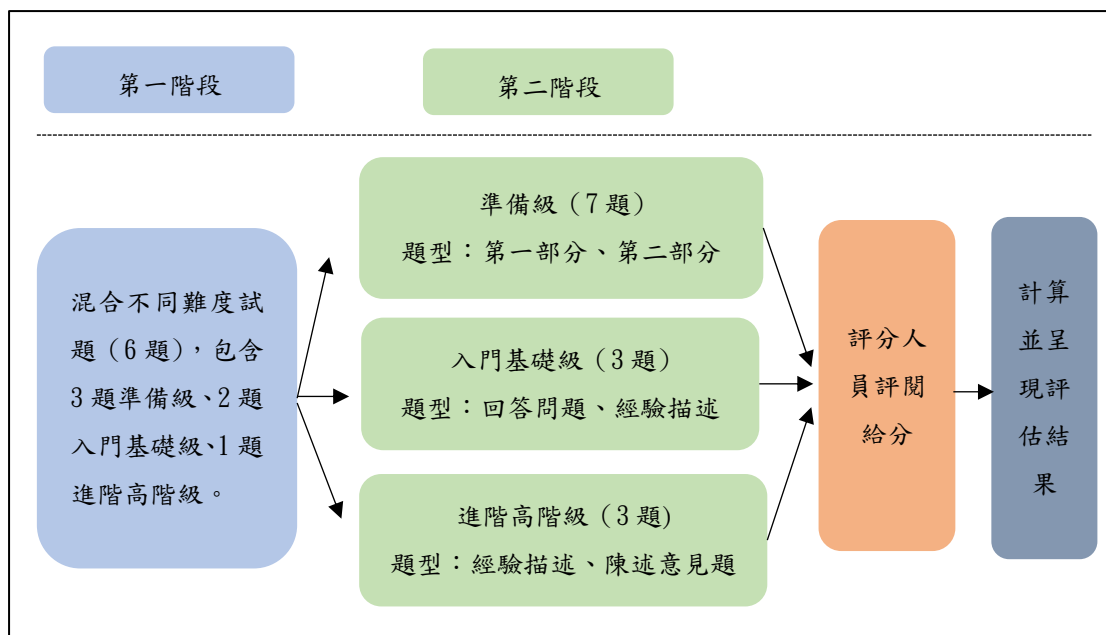 第一階段
第二階段
混合不同難度試
題（6題），包含
3題準備級、2題
入門基礎級、1題
進階高階級。
準備級（7題）
題型：第一部分、第二部分
入門基礎級（3題）
題型：回答問題、經驗描述
進階高階級（3題)
題型：經驗描述、陳述意見題
評分人
員評閱
給分
計算
並呈
現評
估結
果